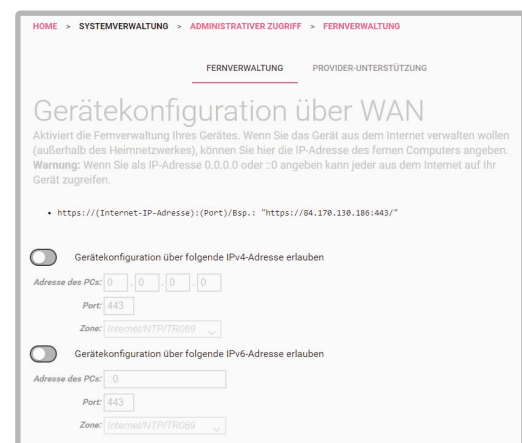 HOME > SYSTEMVERWALTUNG > ADMINISTRATIVER ZUGRIFF > FERNVERWALTUNG
FERNVERWALTUNG PROVIDER-UNTERSTÜTZUNG
Gerätekonfiguration über WAN
Aktiviert die Fernverwaltung Ihres Gerätes. Wenn Sie das Gerät aus dem Internet verwalten wollen
(außerhalb des Heimnetzwerkes), können Sie hier die IP-Adresse des fernen Computers angeben.
Warnung: Wenn Sie als IP-Adresse 0.0.0.0 oder ::0 angeben kann jeder aus dem Internet auf Ihr
Gerät zugreifen.
• https://(Internet-IP-Adresse):(Port)/Bsp.: "https://84.170.130.186:443/"
Gerätekonfiguration über folgende IPv4-Adresse erlauben
Adresse des PCs: 0 . 0 . 0 . 0
Port: 443
Zone: Internet/NTP/TR069
Gerätekonfiguration über folgende IPv6-Adresse erlauben
Adresse des PCs: ::0
Port: 443
Zone: Internet/NTP/TR069